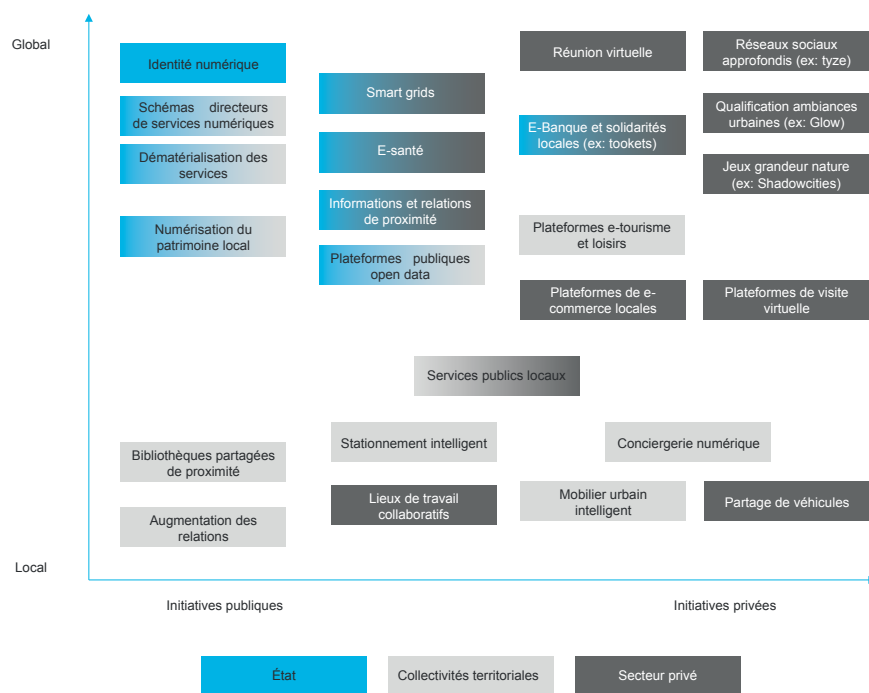 Global
Identité numérique
Réunion virtuelle
Réseaux sociaux
approfondis (ex: tyze)
Smart grids
Schémas directeurs
de services numériques
Qualification ambiances
urbaines (ex: Glow)
E-Banque et solidarités
locales (ex: tookets)
E-santé
Dématérialisation des
services
Jeux grandeur nature
(ex: Shadowcities)
Informations et relations
de proximité
Numérisation du
patrimoine local
Plateformes e-tourisme
et loisirs
Plateformes publiques
open data
Plateformes de e-
commerce locales
Plateformes de visite
virtuelle
Services publics locaux
Stationnement intelligent
Conciergerie numérique
Bibliothèques partagées
de proximité
Lieux de travail
collaboratifs
Mobilier urbain
intelligent
Partage de véhicules
Augmentation des
relations
Local
Initiatives publiques
Initiatives privées
État
Collectivités territoriales
Secteur privé